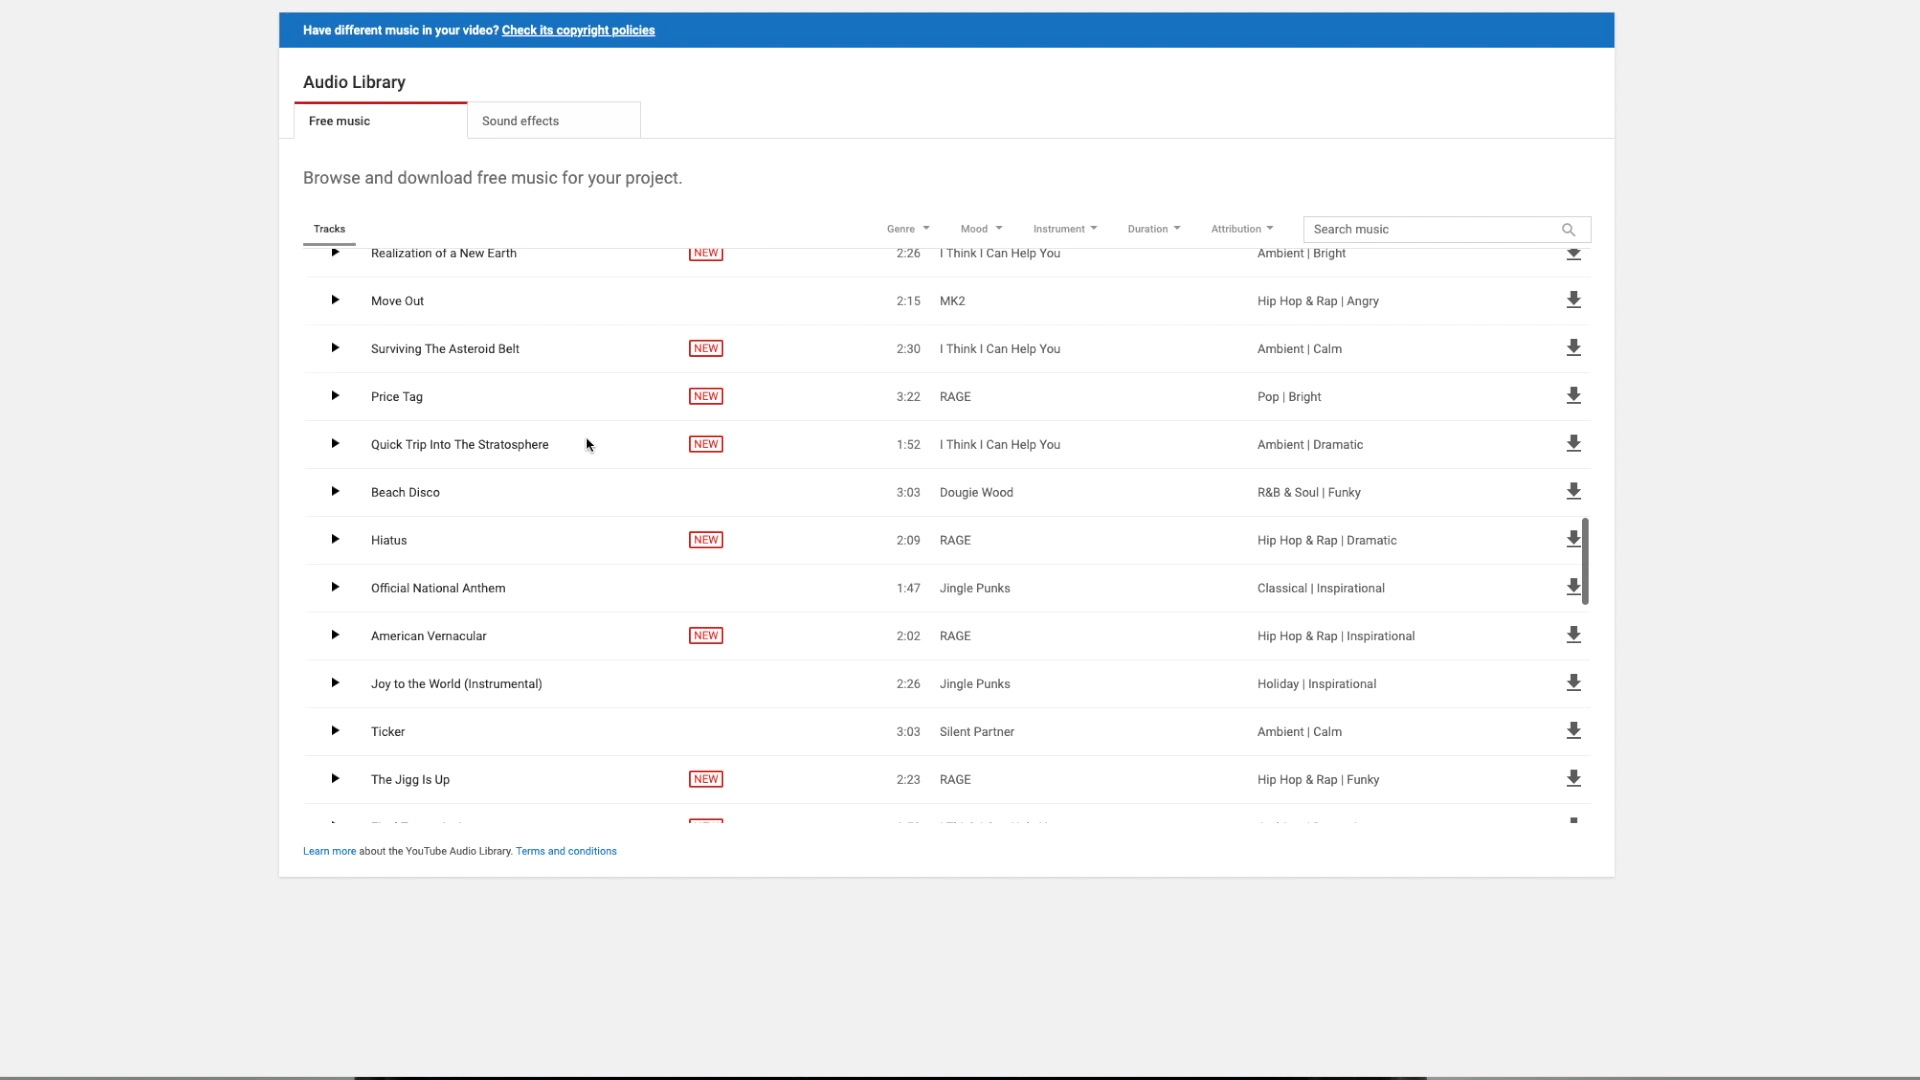 Have different music in your video? Check its copyright policies
Audio Library
Free music Sound effects
Browse and download free music for your project.
Tracks Genre Mood Instrument Duration Attribution Search music
Realization of a New Earth NEW 2:26 I Think I Can Help You Ambient | Bright
Move Out 2:15 MK2 Hip Hop & Rap | Angry
Surviving The Asteroid Belt NEW 2:30 I Think I Can Help You Ambient | Calm
Price Tag NEW 3:22 RAGE Pop | Bright
Quick Trip Into The Stratosphere NEW 1:52 I Think I Can Help You Ambient | Dramatic
Beach Disco 3:03 Dougie Wood R&B & Soul | Funky
Hiatus NEW 2:09 RAGE Hip Hop & Rap | Dramatic
Official National Anthem 1:47 Jingle Punks Classical | Inspirational
American Vernacular NEW 2:02 RAGE Hip Hop & Rap | Inspirational
Joy to the World (Instrumental) 2:26 Jingle Punks Holiday | Inspirational
Ticker 3:03 Silent Partner Ambient | Calm
The Jigg Is Up NEW 2:23 RAGE Hip Hop & Rap | Funky
Learn more about the YouTube Audio Library. Terms and conditions